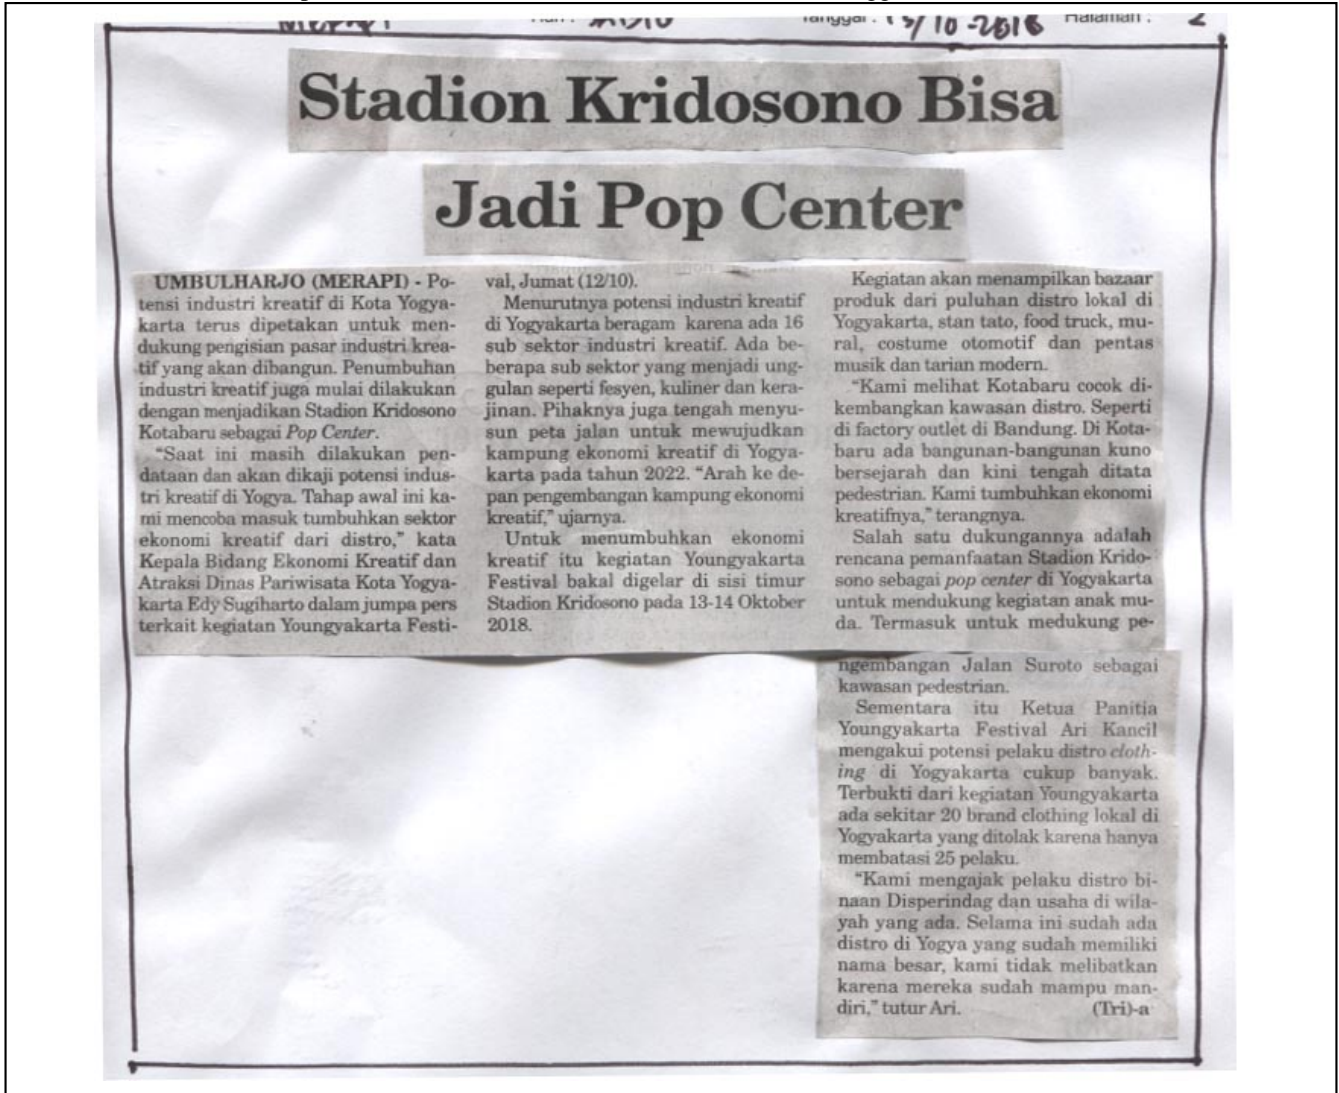 Tanggal : 13/10-2018 Halaman : 2
Stadion Kridosono Bisa
Jadi Pop Center
UMBULHARJO (MERAPI) - Po-
tensi industri kreatif di Kota Yogya-
karta terus dipetakan untuk men-
dukung pengisian pasar industri krea-
tif yang akan dibangun. Penumbuhan
industri kreatif juga mulai dilakukan
dengan menjadikan Stadion Kridosono
Kotabaru sebagai Pop Center.
“Saat ini masih dilakukan pen-
dataan dan akan dikaji potensi indus-
tri kreatif di Yogya. Tahap awal ini ka-
mi mencoba masuk tumbuhkan sektor
ekonomi kreatif dari distro,” kata
Kepala Bidang Ekonomi Kreatif dan
Atraksi Dinas Pariwisata Kota Yogya-
karta Edy Sugiharto dalam jumpa pers
terkait kegiatan Youngyakarta Festi-
val, Jumat (12/10).
Menurutnya potensi industri kreatif
di Yogyakarta beragam karena ada 16
sub sektor industri kreatif. Ada be-
berapa sub sektor yang menjadi ung-
gulan seperti fesyen, kuliner dan kera-
jinan. Pihaknya juga tengah menyu-
sun peta jalan untuk mewujudkan
kampung ekonomi kreatif di Yogya-
karta pada tahun 2022. “Arah ke de-
pan pengembangan kampung ekonomi
kreatif,” ujarnya.
Untuk menumbuhkan ekonomi
kreatif itu kegiatan Youngyakarta
Festival bakal digelar di sisi timur
Stadion Kridosono pada 13-14 Oktober
2018.
Kegiatan akan menampilkan bazaar
produk dari puluhan distro lokal di
Yogyakarta, stan tato, food truck, mu-
ral, costume otomotif dan pentas
musik dan tarian modern.
“Kami melihat Kotabaru cocok di-
kembangkan kawasan distro. Seperti
di factory outlet di Bandung. Di Kota-
baru ada bangunan-bangunan kuno
bersejarah dan kini tengah ditata
pedestrian. Kami tumbuhkan ekonomi
kreatifnya,” terangnya.
Salah satu dukungannya adalah
rencana pemanfaatan Stadion Krido-
sono sebagai pop center di Yogyakarta
untuk mendukung kegiatan anak mu-
da. Termasuk untuk medukung pe-
ngembangan Jalan Suroto sebagai
kawasan pedestrian.
Sementara itu Ketua Panitia
Youngyakarta Festival Ari Kancil
mengakui potensi pelaku distro cloth-
ing di Yogyakarta cukup banyak.
Terbukti dari kegiatan Youngyakarta
ada sekitar 20 brand clothing lokal di
Yogyakarta yang ditolak karena hanya
membatasi 25 pelaku.
“Kami mengajak pelaku distro bi-
naan Disperindag dan usaha di wila-
yah yang ada. Selama ini sudah ada
distro di Yogya yang sudah memiliki
nama besar, kami tidak melibatkan
karena mereka sudah mampu man-
diri,” tutur Ari. (Tri)-a